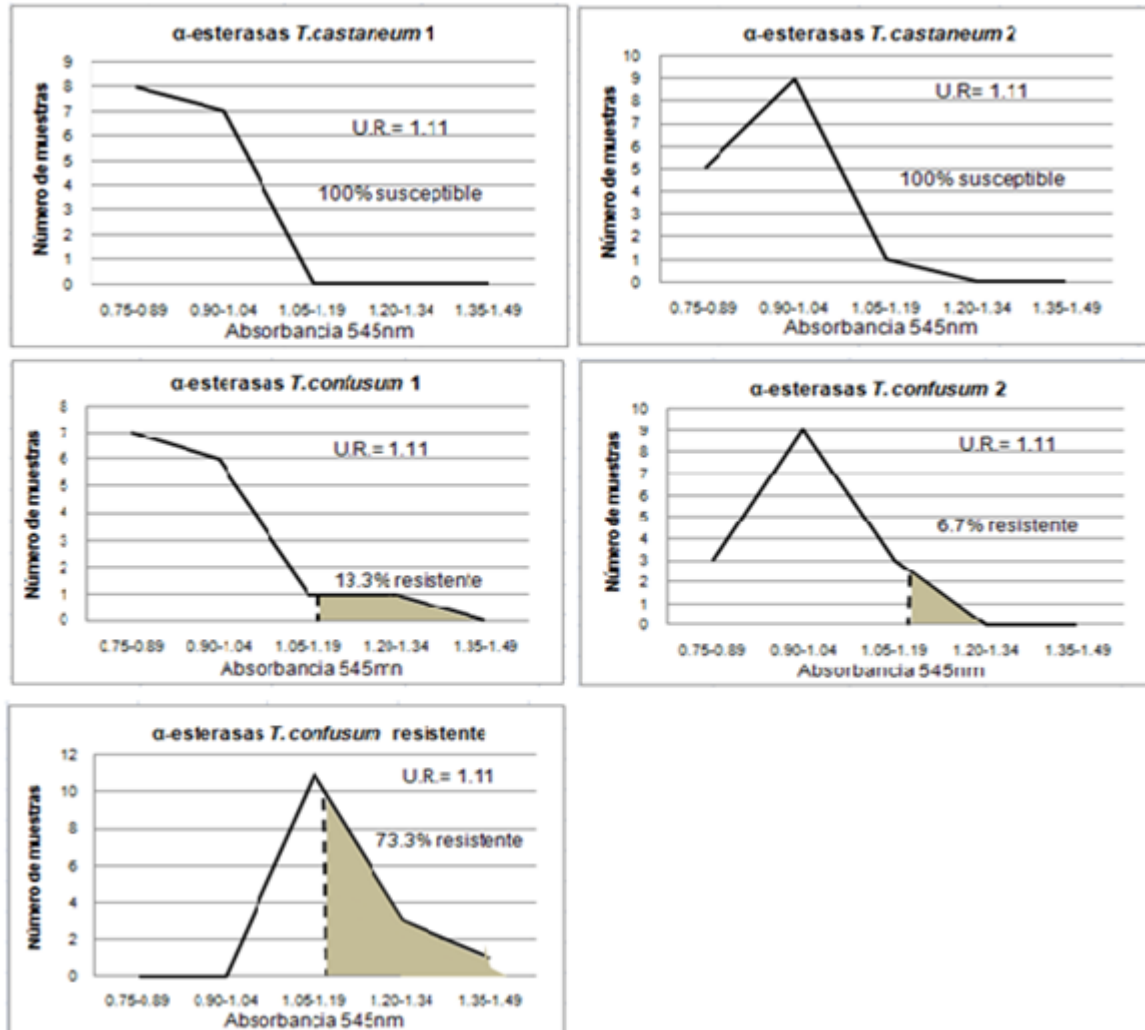 α-esterasas T.castaneum 1
Número de muestras
9
8
7
6
5
4
3
2
1
0
U.R.= 1.11
100% susceptible
0.75-0.89 0.90-1.04 1.05-1.19 1.20-1.34 1.35-1.49
Absorbancia 545nm
α-esterasas T.castaneum 2
Número de muestras
10
9
8
7
6
5
4
3
2
1
0
U.R= 1.11
100% susceptible
0.75-0.89 0.90-1.04 1.05-1.19 1.20-1.34 1.35-1.49
Absorbancia 545nm
α-esterasas T.confusum 1
Número de muestras
8
7
6
5
4
3
2
1
0
U.R.= 1.11
13.3% resistente
0.75-0.89 0.90-1.04 1.05-1.19 1.20-1.34 1.35-1.49
Absorbancia 545nm
α-esterasas T.confusum 2
Número de muestras
10
9
8
7
6
5
4
3
2
1
0
U.R.= 1.11
6.7% resistente
0.75-0.89 0.90-1.04 1.05-1.19 1.20-1.34 1.35-1.49
Absorbancia 545nm
α-esterasas T.confusum resistente
Número de muestras
12
10
8
6
4
2
0
U.R.= 1.11
73.3% resistente
0.75-0.89 0.90-1.04 1.05-1.19 1.20-1.34 1.35-1.49
Absorbancia 545nm